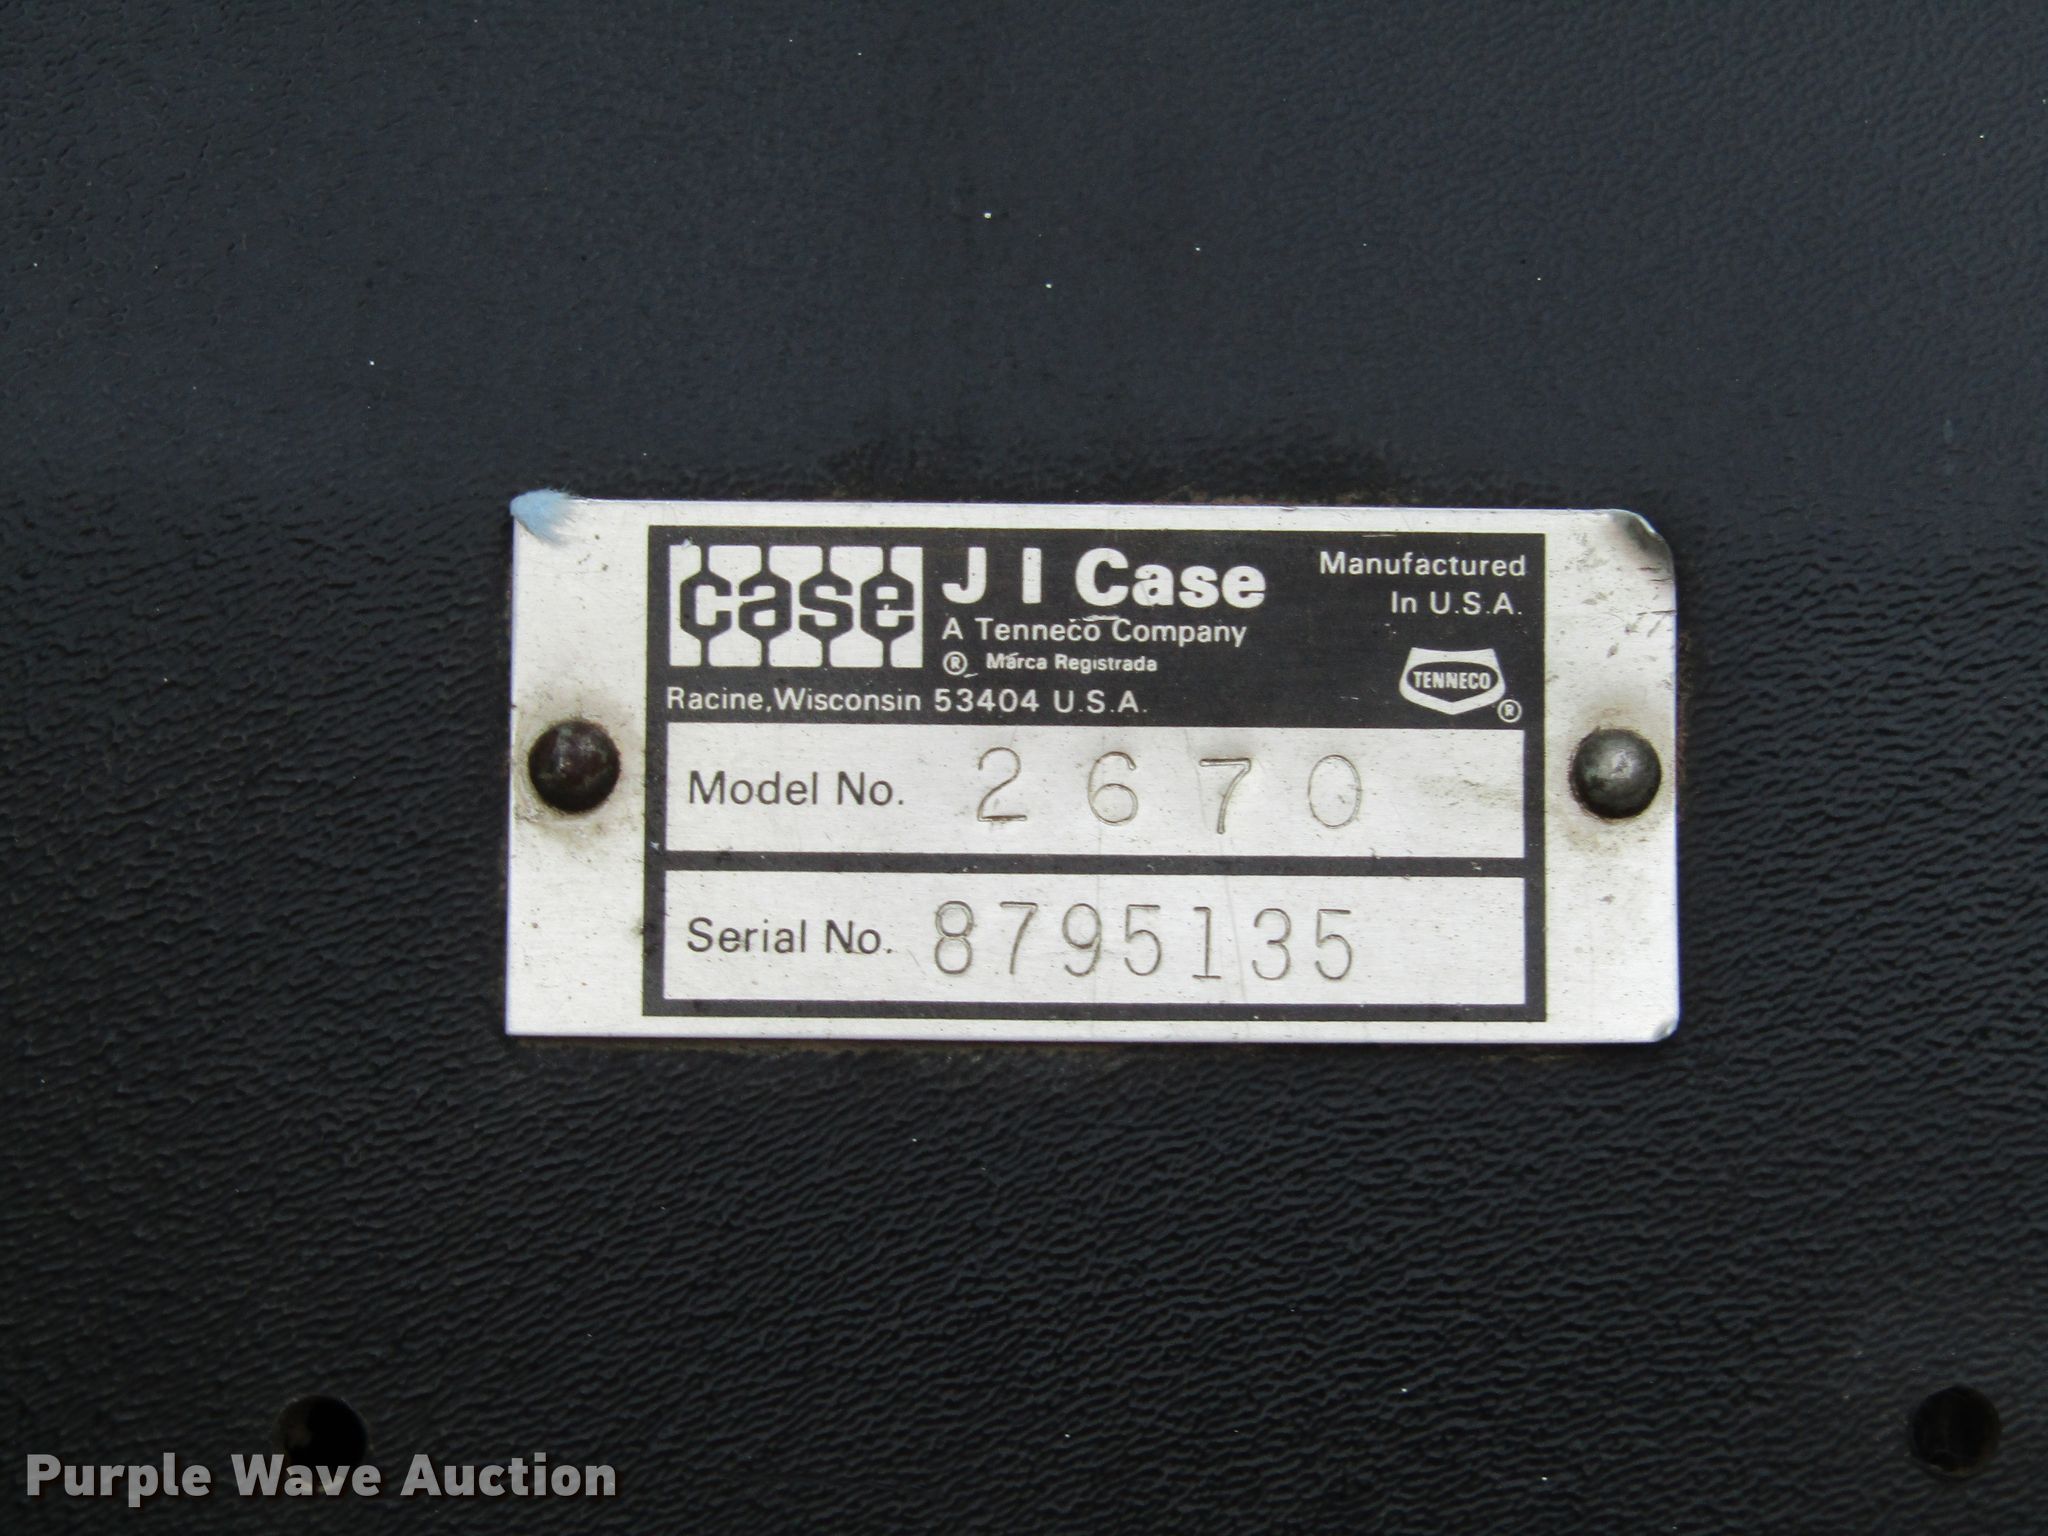 case
J I Case
A Tenneco Company
® Marca Registrada
Racine, Wisconsin 53404 U.S.A.
Manufactured
In U.S.A.
TENNECO ®
Model No. 2670
Serial No. 8795135
Purple Wave Auction